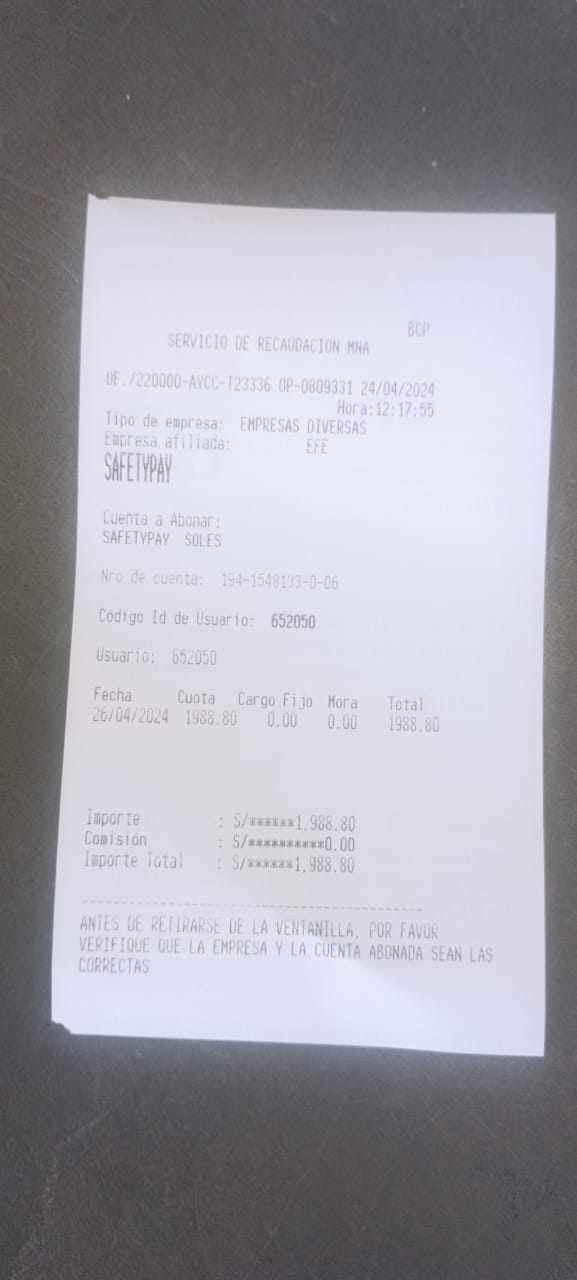 BCP
SERVICIO DE RECAUDACION MNA
OF./220000-AYCC-T23336 OP-0809331 24/04/2024
Hora:12:17:55
Tipo de empresa: EMPRESAS DIVERSAS
Empresa afiliada: EFE
SAFETYPAY
Cuenta a Abonar:
SAFETYPAY SOLES
Nro de cuenta: 194-1548133-0-06
Código Id de Usuario: 652050
Usuario: 652050
Fecha Cuota Cargo Fijo Mora Total
26/04/2024 1988.80 0.00 0.00 1988.80
Importe : S/******1,988.80
Comisión : S/**********0.00
Importe Total : S/******1,988.80
ANTES DE RETIRARSE DE LA VENTANILLA, POR FAVOR
VERIFIQUE QUE LA EMPRESA Y LA CUENTA ABONADA SEAN LAS
CORRECTAS